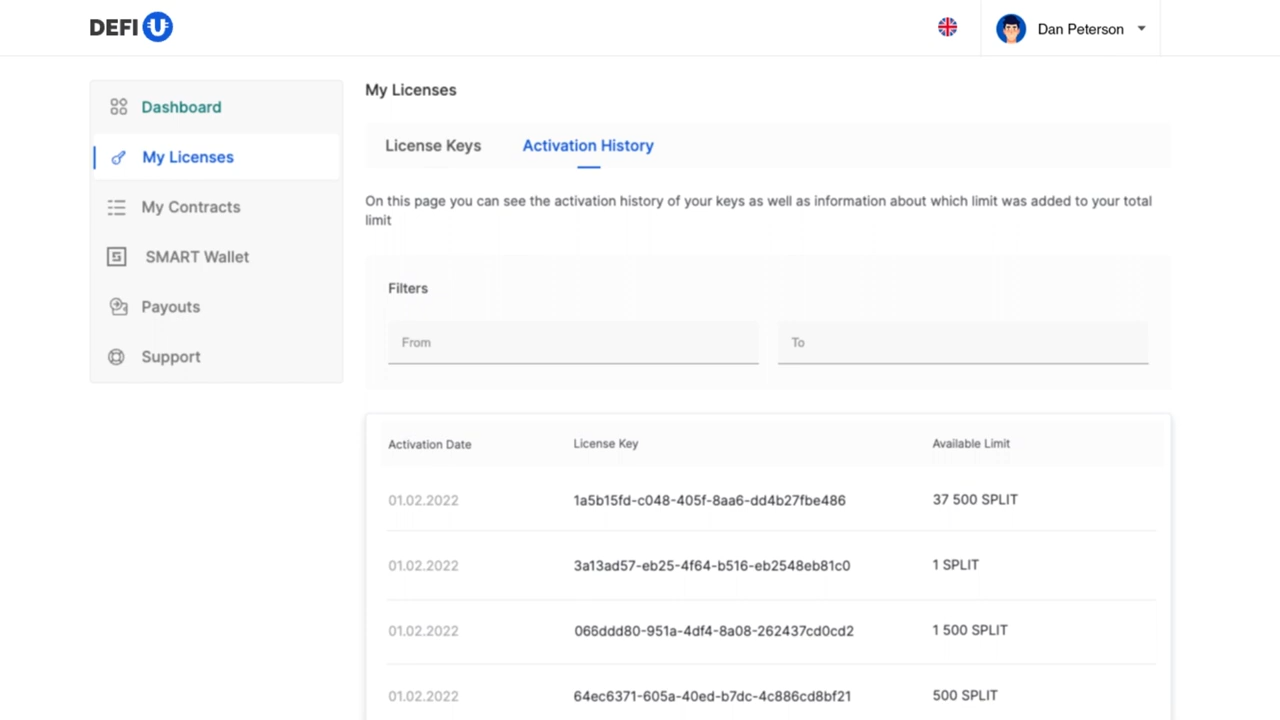 DEFI U
Dan Peterson
Dashboard
My Licenses
My Contracts
SMART Wallet
Payouts
Support
My Licenses
License Keys
Activation History
On this page you can see the activation history of your keys as well as information about which limit was added to your total
limit
Filters
From
To
Activation Date License Key Available Limit
01.02.2022 1a5b15fd-c048-405f-8aa6-dd4b27fbe486 37 500 SPLIT
01.02.2022 3a13ad57-eb25-4f64-b516-eb2548eb81c0 1 SPLIT
01.02.2022 066ddd80-951a-4df4-8a08-262437cd0cd2 1 500 SPLIT
01.02.2022 64ec6371-605a-40ed-b7dc-4c886cd8bf21 500 SPLIT